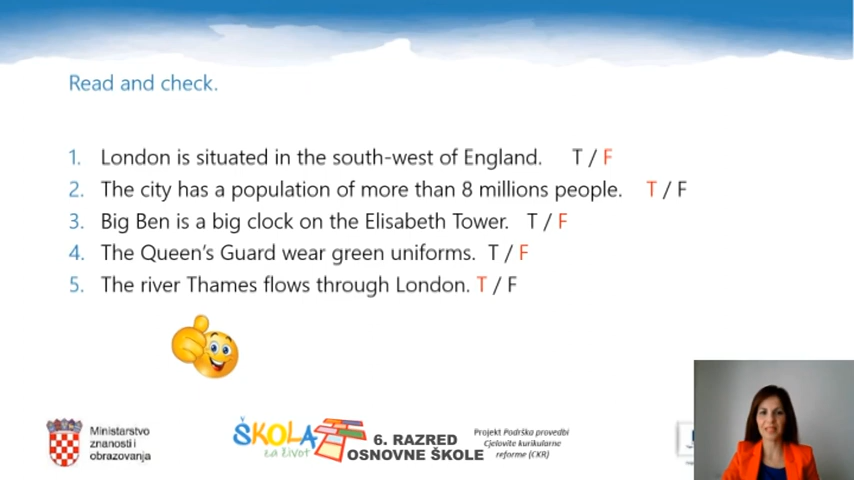 Read and check.
1. London is situated in the south-west of England. T / F
2. The city has a population of more than 8 millions people. T / F
3. Big Ben is a big clock on the Elisabeth Tower. T / F
4. The Queen's Guard wear green uniforms. T / F
5. The river Thames flows through London. T / F
Ministarstvo
znanosti i
obrazovanja
ŠKOLA
za život
6. RAZRED
OSNOVNE ŠKOLE
Projekt Podrška provedbi
Cjelovite kurikularne
reforme (CKR)